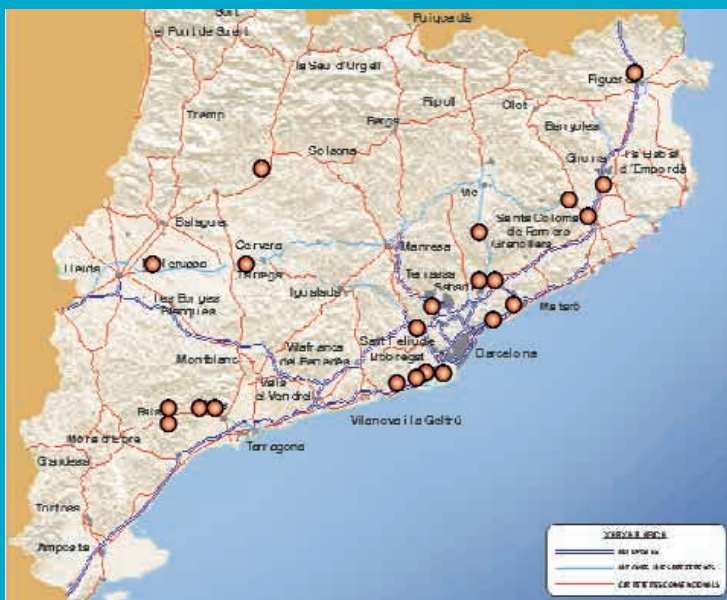 Puigcerdà
el Pont de Suert
la Seu d'Urgell
Figueres
Tremp
Ripoll
Olot
Berga
Banyoles
Solsona
Girona
la Bisbal
d'Empordà
Vic
Balaguer
Santa Coloma
de Farners
Granollers
Manresa
Cervera
Lleida
Mollerussa
Tàrrega
Terrassa
Sabadell
Igualada
Les Borges
Blanques
Mataró
Vilafranca
del Penedès
Sant Feliu de
Llobregat
Montblanc
Barcelona
Valls
el Vendrell
Vilanova i la Geltrú
Tarragona
Gandesa
Tortosa
Amposta